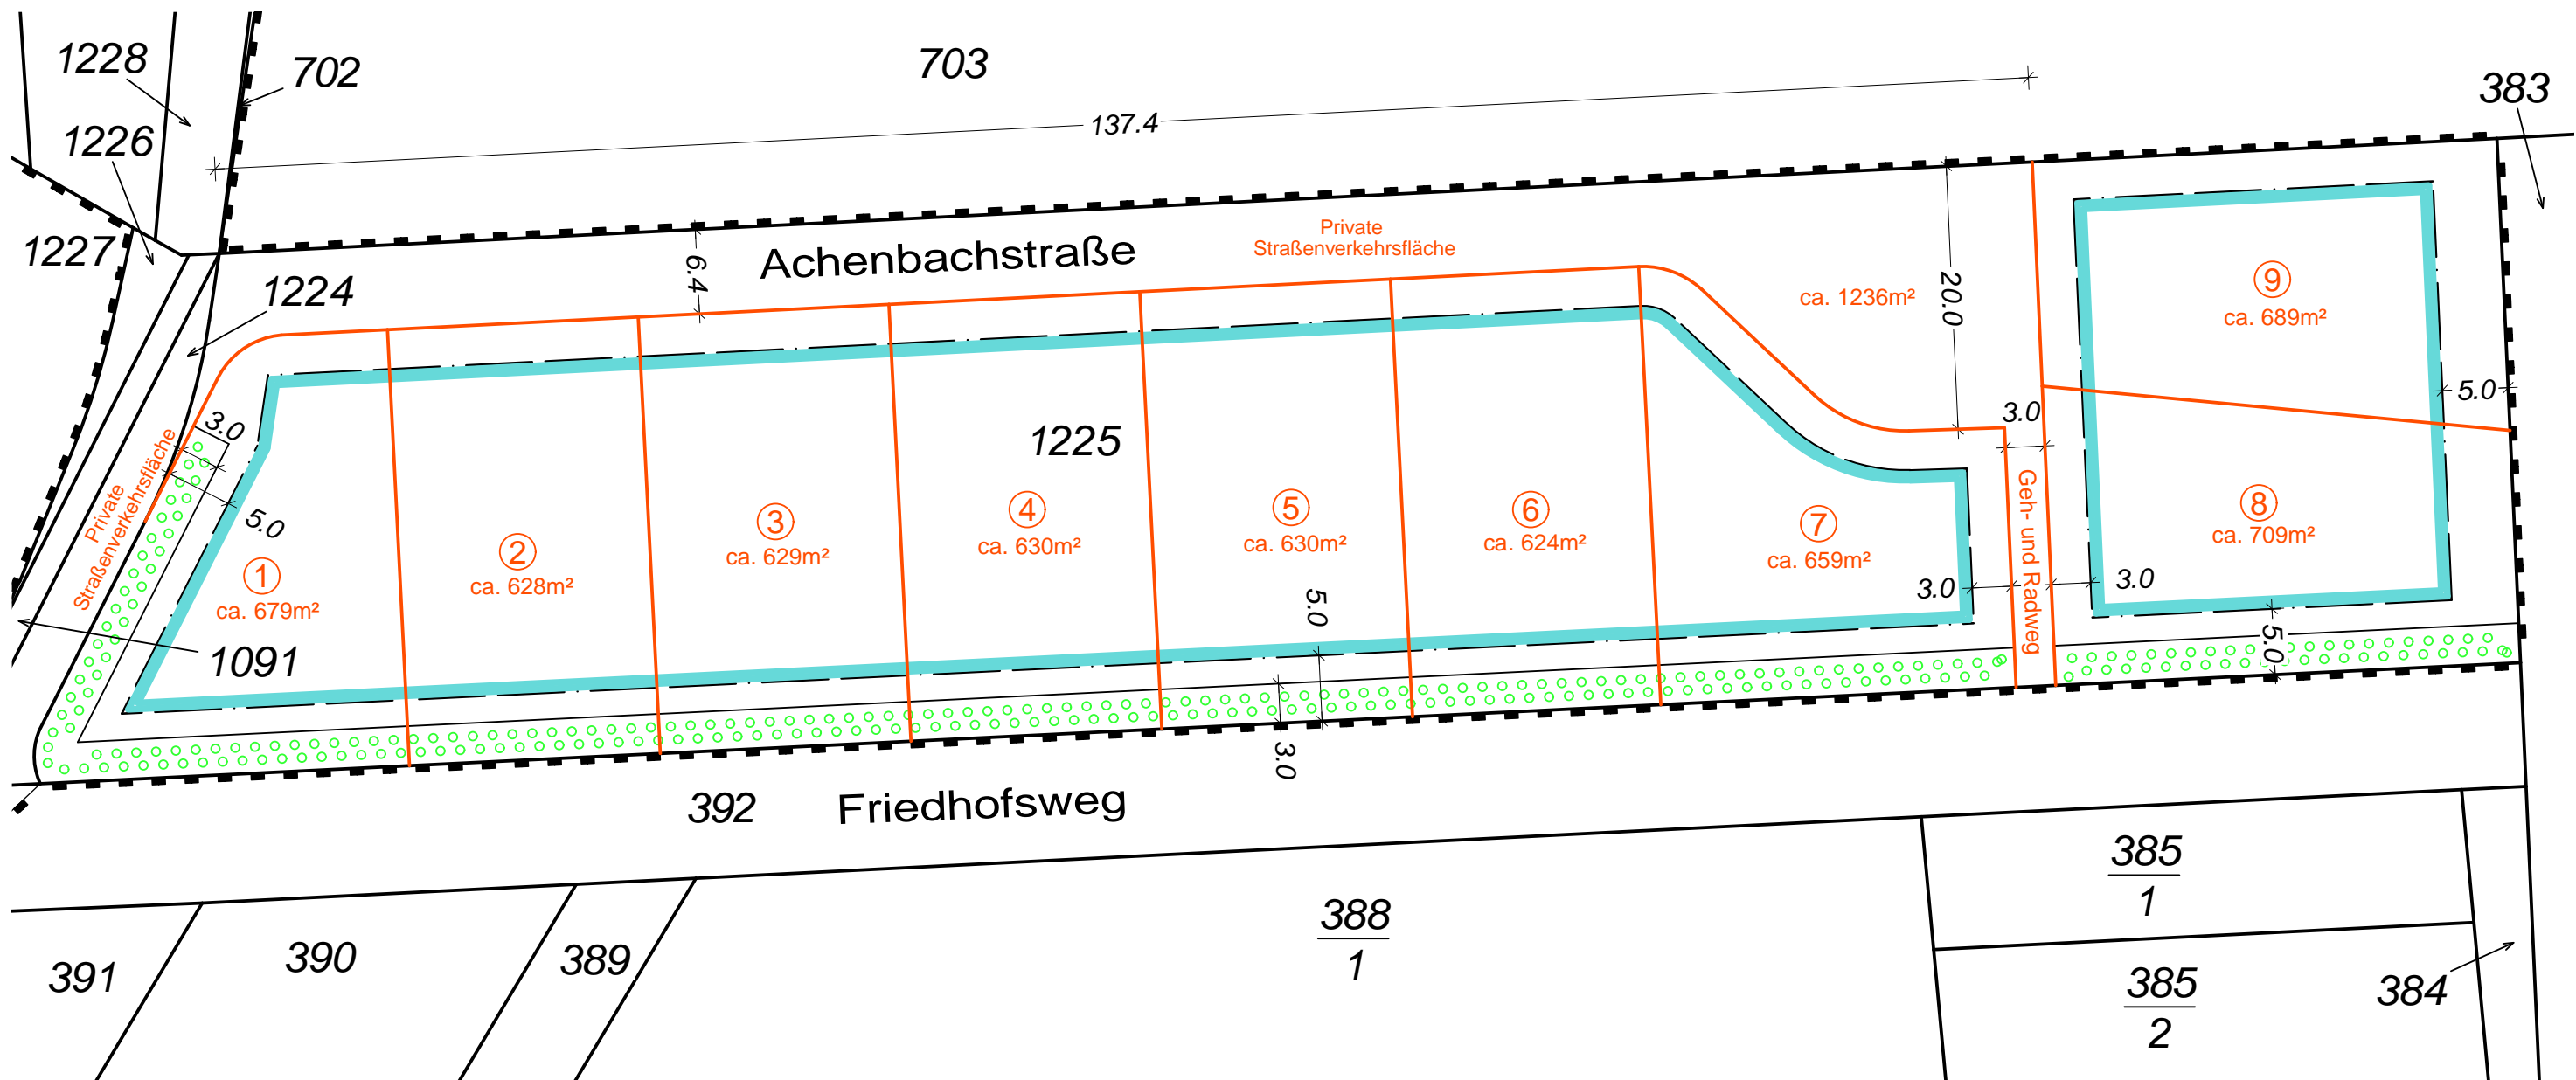 1228
702
703
383
137.4
1226
1227
1224
Achenbachstraße
6.4
Private
Straßenverkehrsfläche
ca. 1236m²
20.0
9
ca. 689m²
5.0
3.0
3.0
5.0
Private
Straßenverkehrsfläche
1225
1
ca. 679m²
2
ca. 628m²
3
ca. 629m²
4
ca. 630m²
5
ca. 630m²
6
ca. 624m²
7
ca. 659m²
8
ca. 709m²
Geh- und Radweg
3.0
3.0
5.0
5.0
3.0
1091
392
Friedhofsweg
391
390
389
388
1
385
1
385
2
384